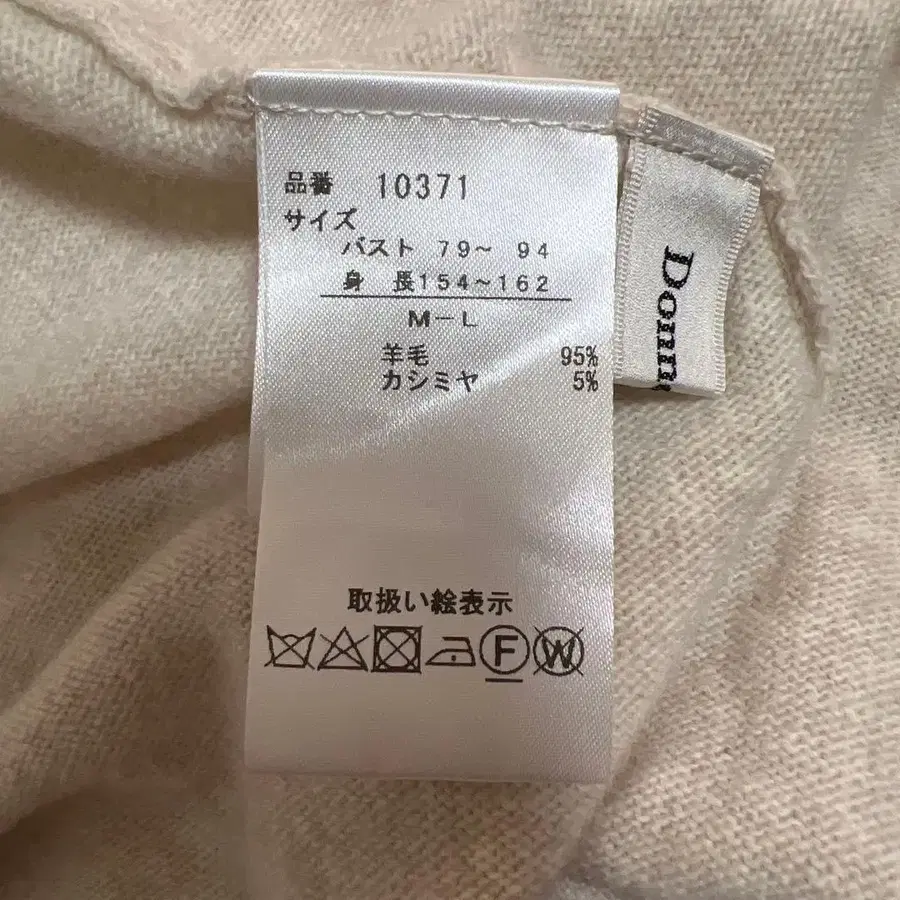 品番 10371
サイズ
バスト 79～ 94
身 長154～162
M－L
羊毛 95%
カシミヤ 5%
取扱い絵表示
F W
Donn